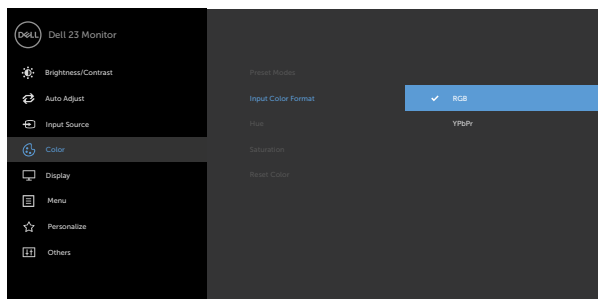 DELL Dell 23 Monitor
Brightness/Contrast
Auto Adjust
Input Source
Color
Display
Menu
Personalize
Others
Preset Modes
Input Color Format
Hue
Saturation
Reset Color
RGB
YPbPr